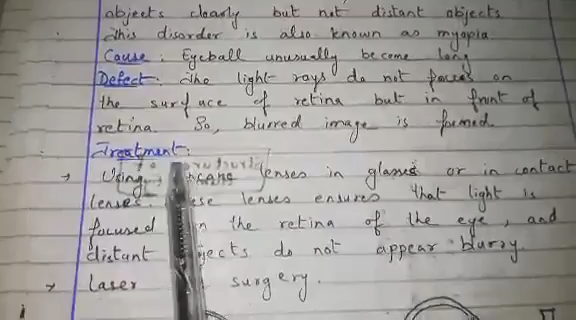 objects clearly but not distant objects
This disorder is also known as myopia
Cause: Eyeball unusually become long
Defect: The light rays do not focus on
the surface of retina but in front of
retina. So, blurred image is formed.
Treatment:
→ Using lenses in glasses or in contact
lenses. lenses ensures that light is
focused the retina of the eye, and
distant do not appear blurry.
→ Laser surgery.